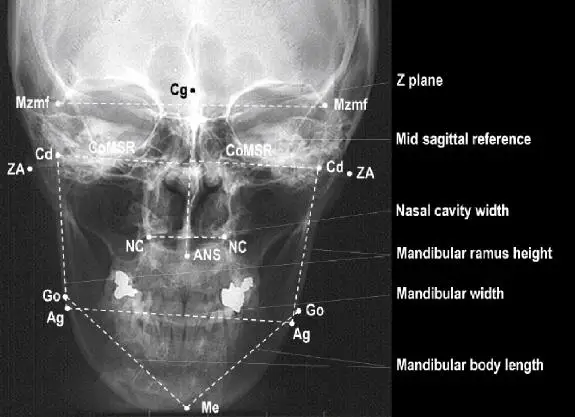 Cg
Z plane
Mzmf
Mzmf
Mid sagittal reference
CoMSR
CoMSR
Cd
Cd
ZA
ZA
Nasal cavity width
NC
NC
ANS
Mandibular ramus height
Go
Mandibular width
Ag
Go
Ag
Mandibular body length
Me